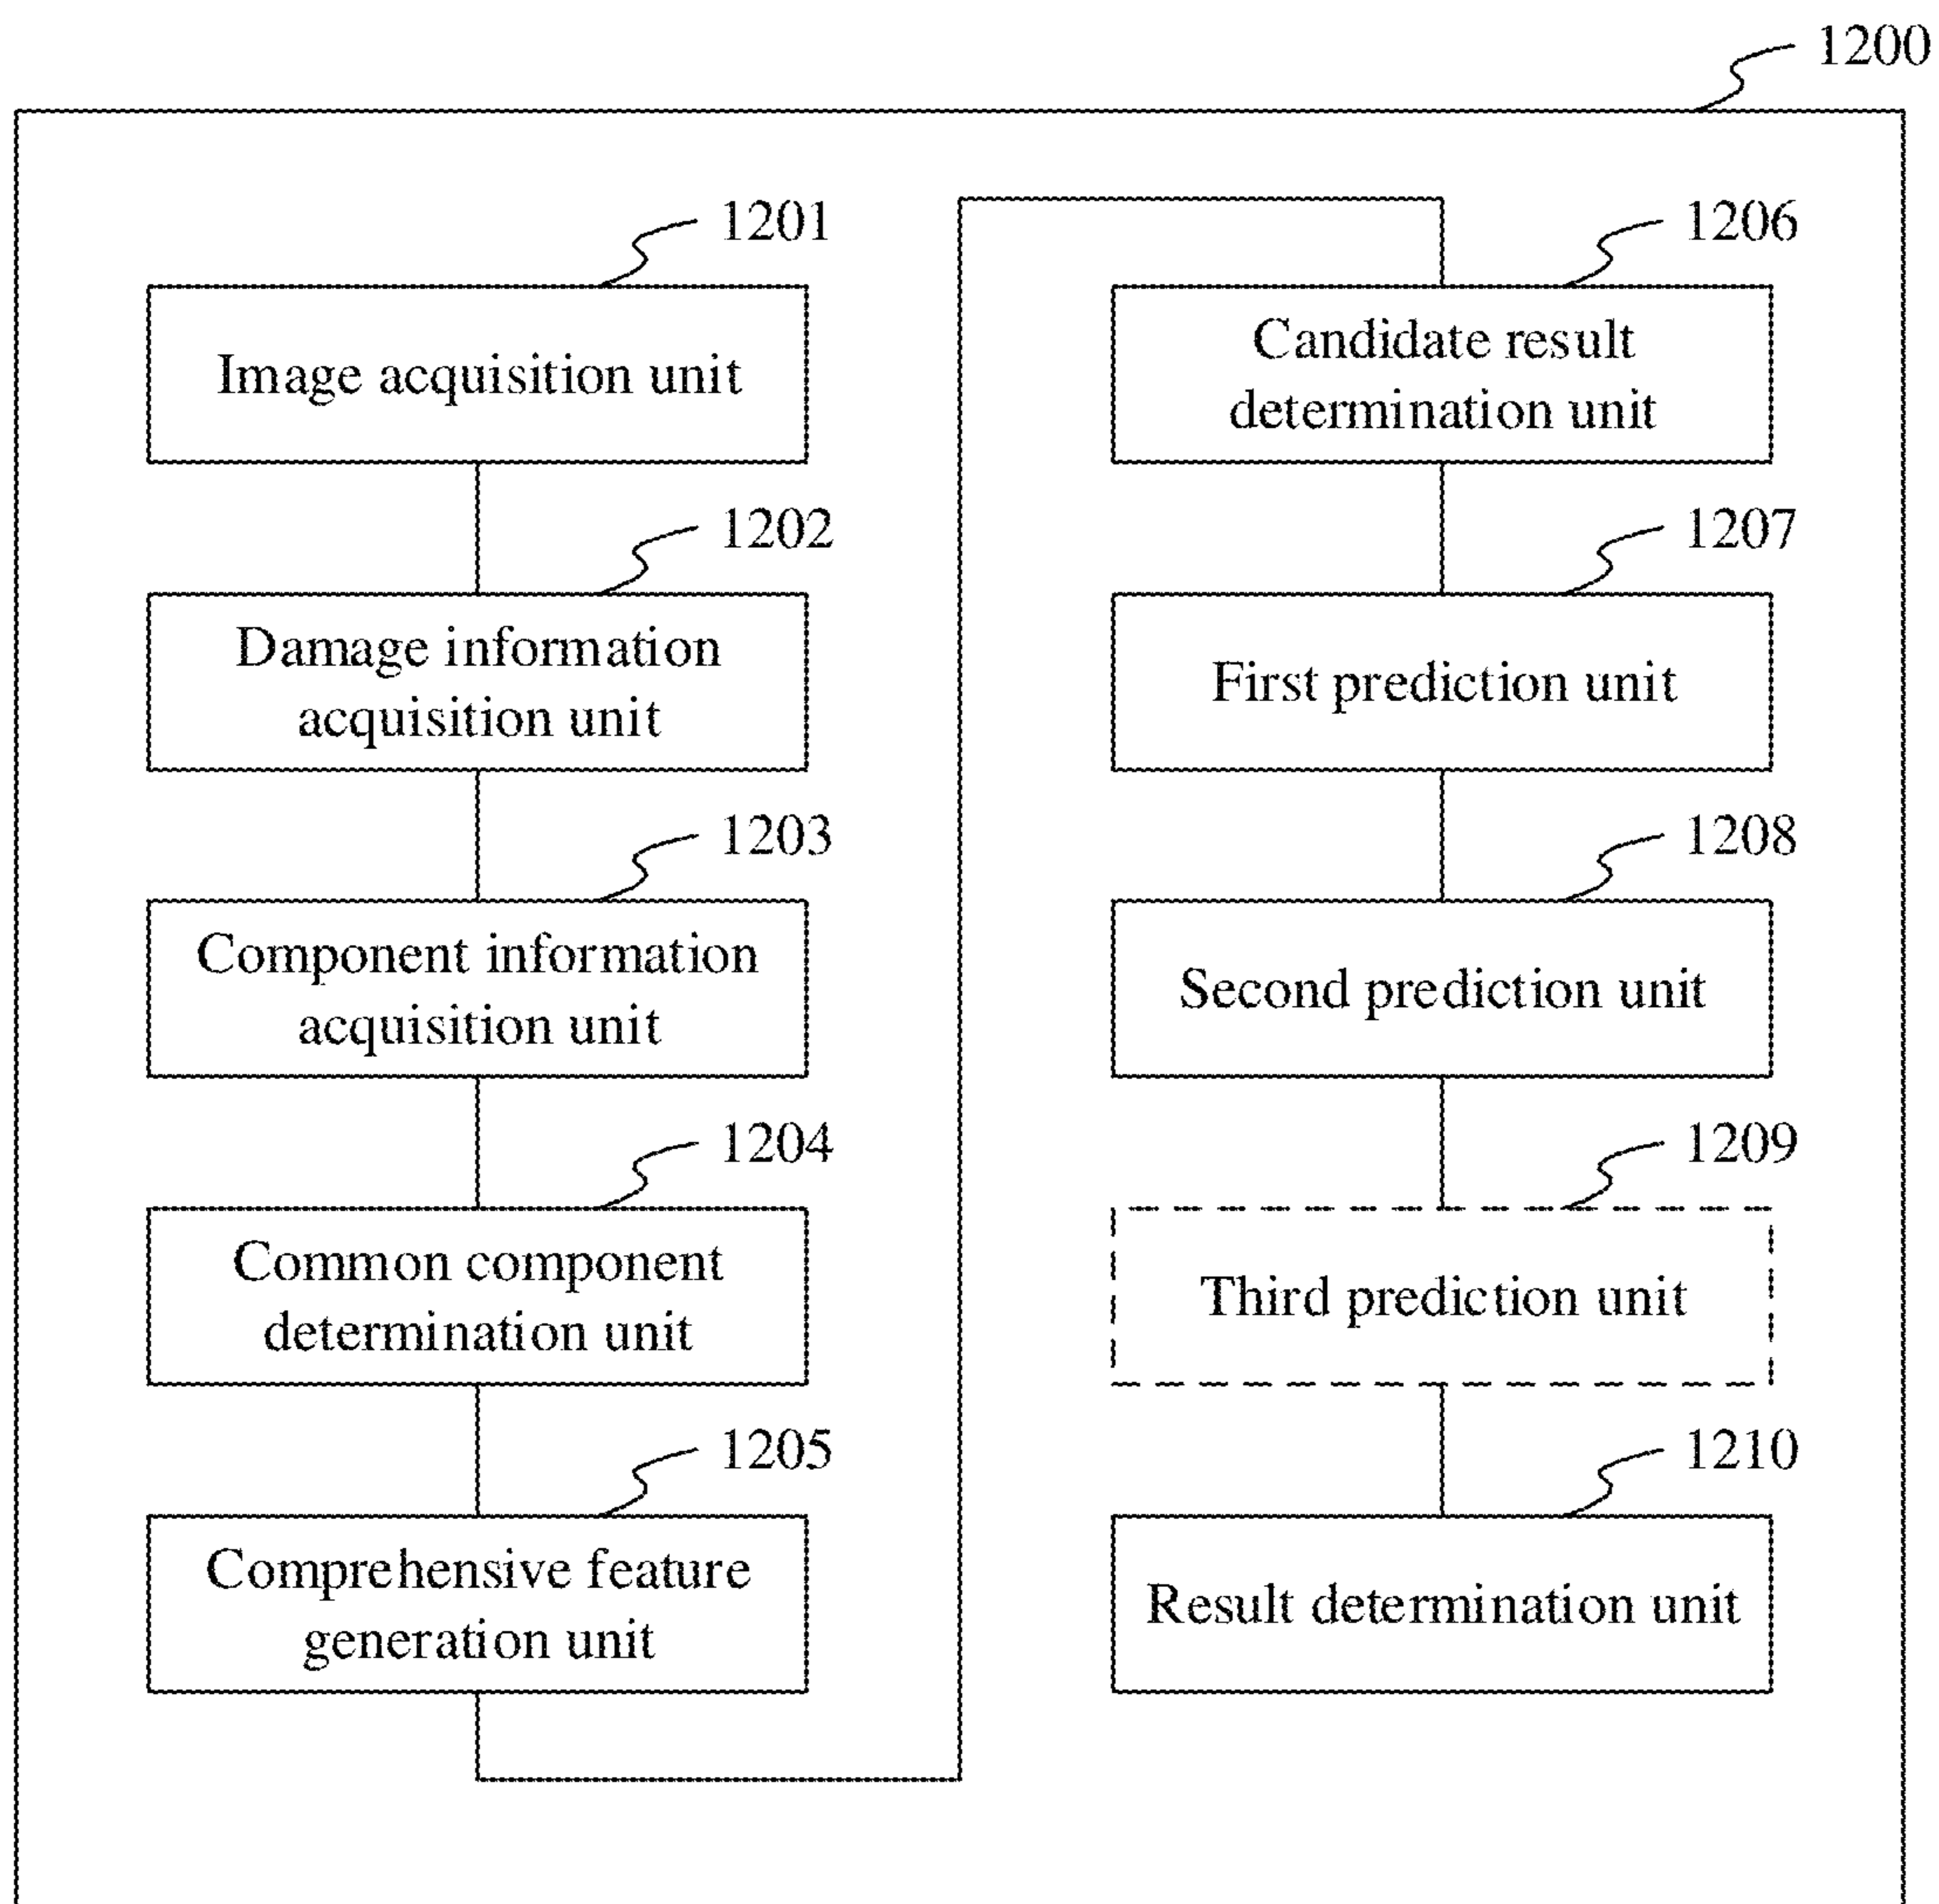 1200
1201
Image acquisition unit
1202
Damage information
acquisition unit
1203
Component information
acquisition unit
1204
Common component
determination unit
1205
Comprehensive feature
generation unit
1206
Candidate result
determination unit
1207
First prediction unit
1208
Second prediction unit
1209
Third prediction unit
1210
Result determination unit